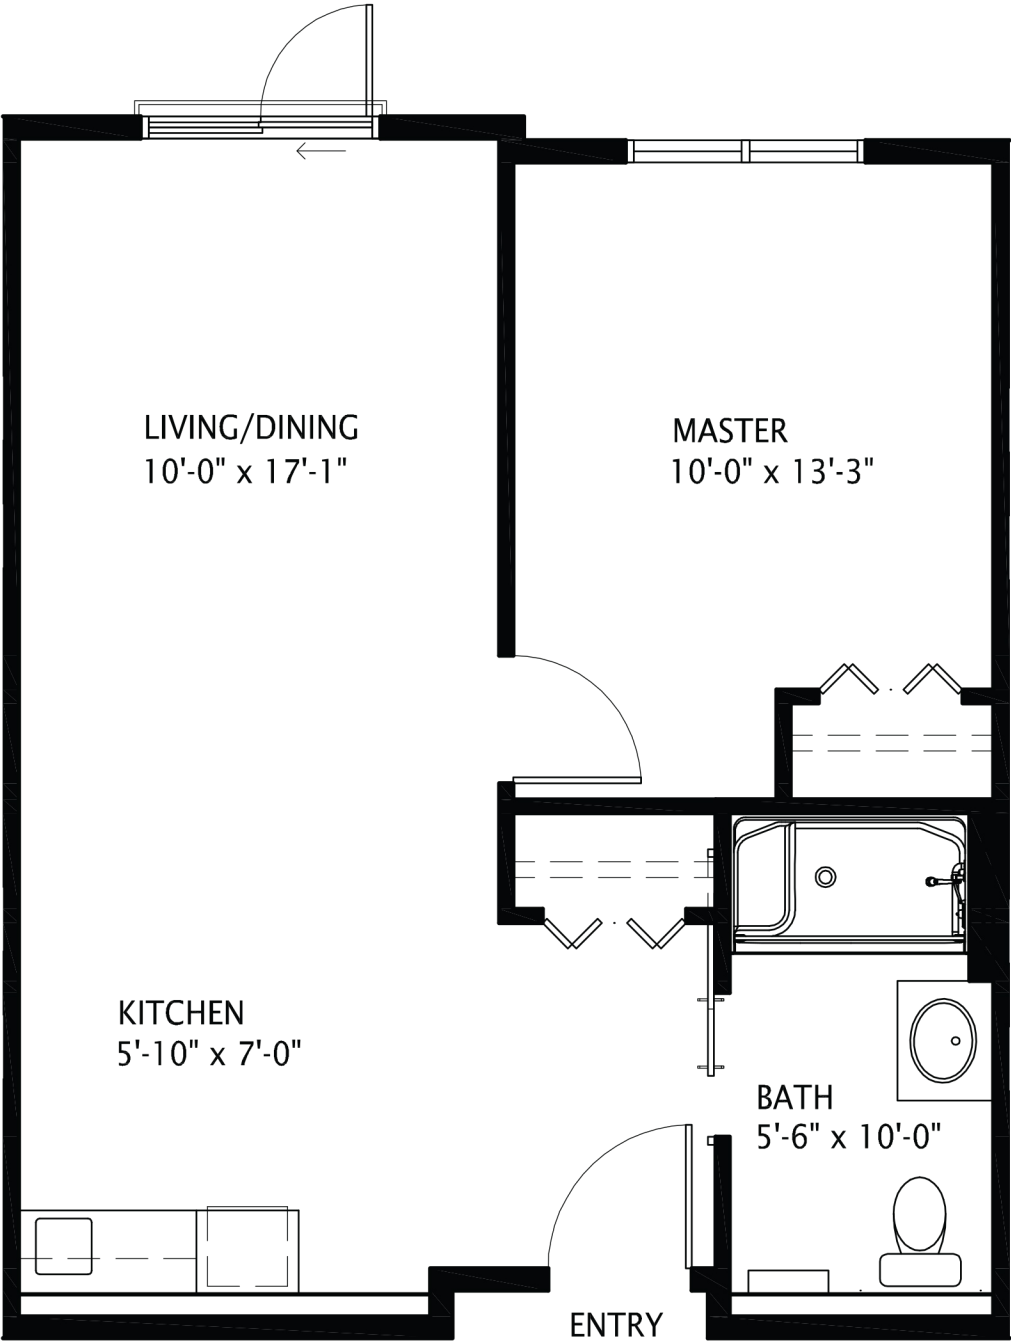 LIVING/DINING
10'-0" x 17'-1"
MASTER
10'-0" x 13'-3"
KITCHEN
5'-10" x 7'-0"
BATH
5'-6" x 10'-0"
ENTRY